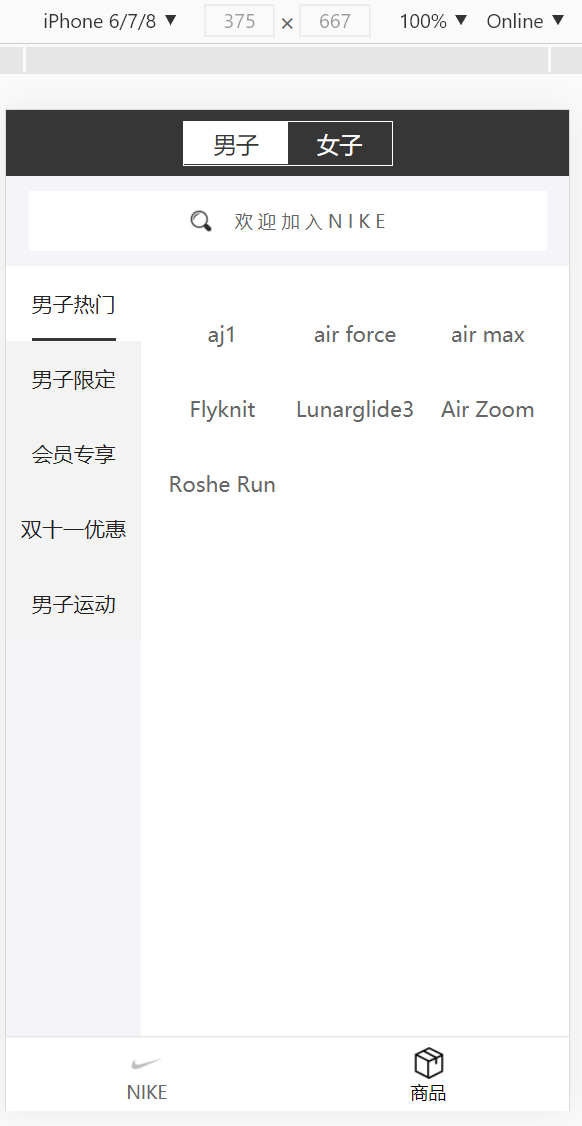 iPhone 6/7/8 ▼ 375 × 667 100% ▼ Online ▼
男子 女子
欢迎加入NIKE
男子热门
男子限定
会员专享
双十一优惠
男子运动
aj1 air force air max
Flyknit Lunarglide3 Air Zoom
Roshe Run
NIKE 商品